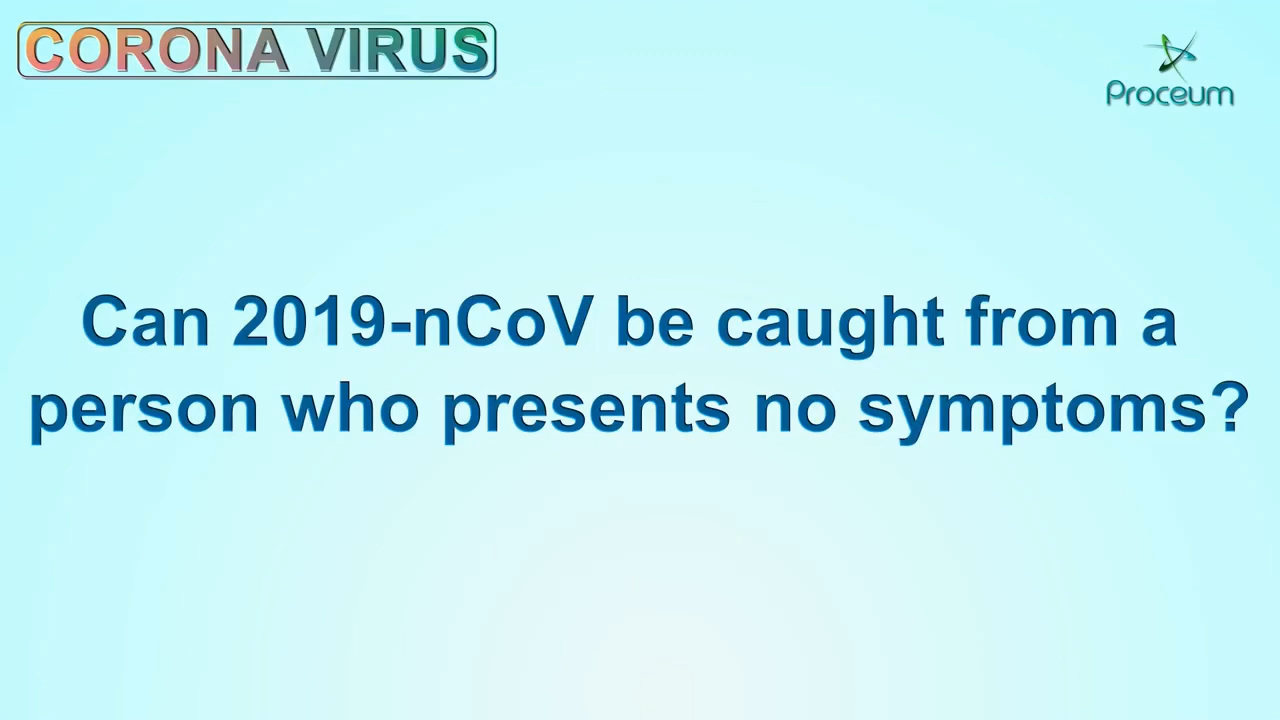 CORONA VIRUS
Proceum
Can 2019-nCoV be caught from a
person who presents no symptoms?